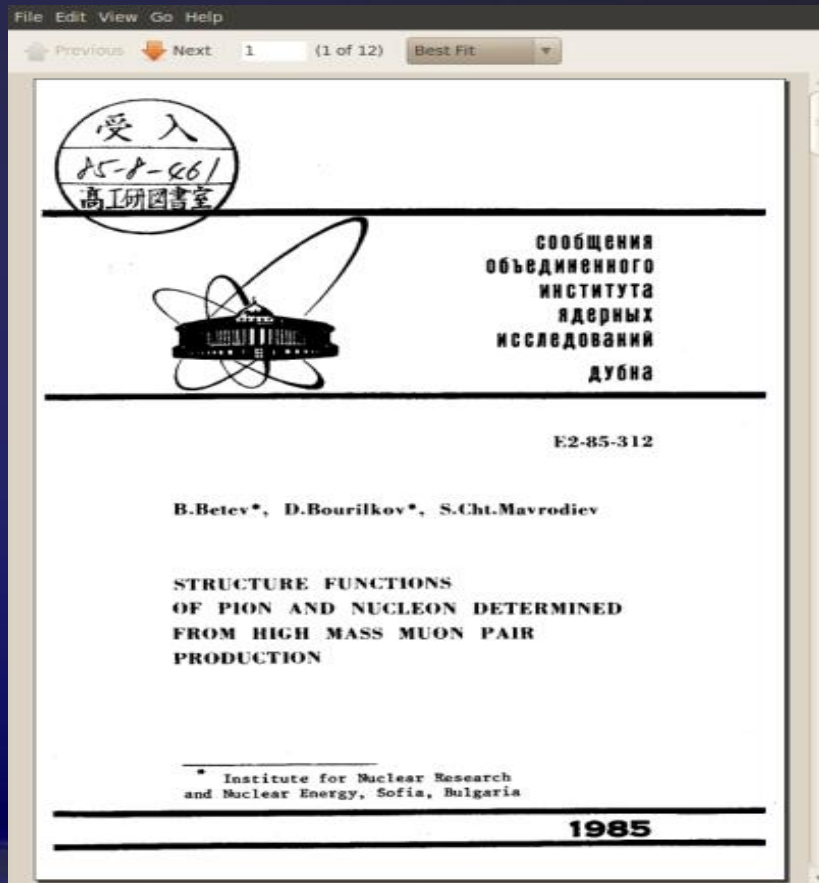 File Edit View Go Help
Previous Next 1 (1 of 12) Best Fit
受入
85-8-461
高工研図書室
сообщения
объединенного
института
ядерных
исследований
дубна
E2-85-312
B.Betev*, D.Bourilkov*, S.Cht.Mavrodiev
STRUCTURE FUNCTIONS
OF PION AND NUCLEON DETERMINED
FROM HIGH MASS MUON PAIR
PRODUCTION
* Institute for Nuclear Research
and Nuclear Energy, Sofia, Bulgaria
1985